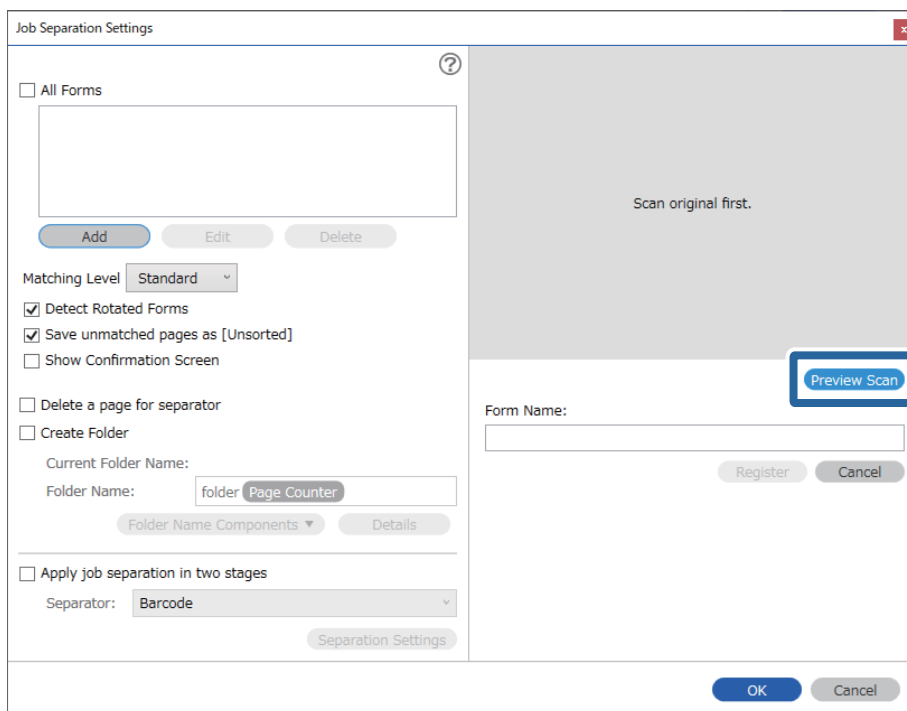 Job Separation Settings
x
?
All Forms
Add Edit Delete
Matching Level Standard
Detect Rotated Forms
Save unmatched pages as [Unsorted]
Show Confirmation Screen
Delete a page for separator
Create Folder
Current Folder Name:
Folder Name: folder Page Counter
Folder Name Components ▼ Details
Apply job separation in two stages
Separator: Barcode
Separation Settings
Scan original first.
Preview Scan
Form Name:
Register Cancel
OK Cancel